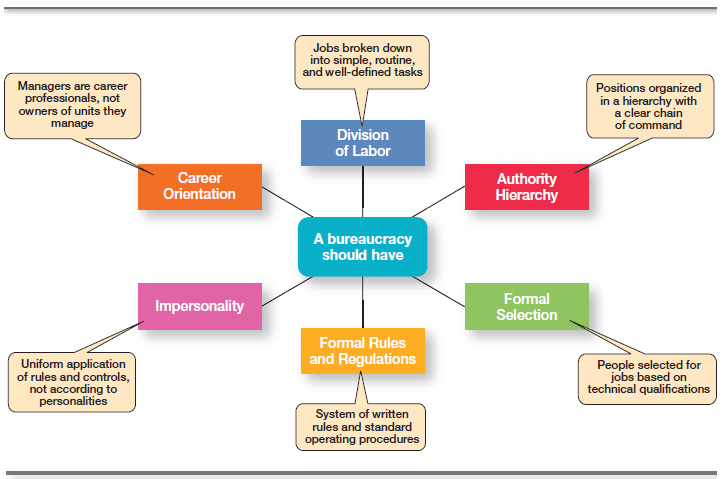 Jobs broken down
into simple, routine,
and well-defined tasks
Managers are career
professionals, not
owners of units they
manage
Positions organized
in a hierarchy with
a clear chain
of command
Division
of Labor
Career
Orientation
Authority
Hierarchy
A bureaucracy
should have
Impersonality
Formal
Selection
Formal Rules
and Regulations
Uniform application
of rules and controls,
not according to
personalities
People selected for
jobs based on
technical qualifications
System of written
rules and standard
operating procedures